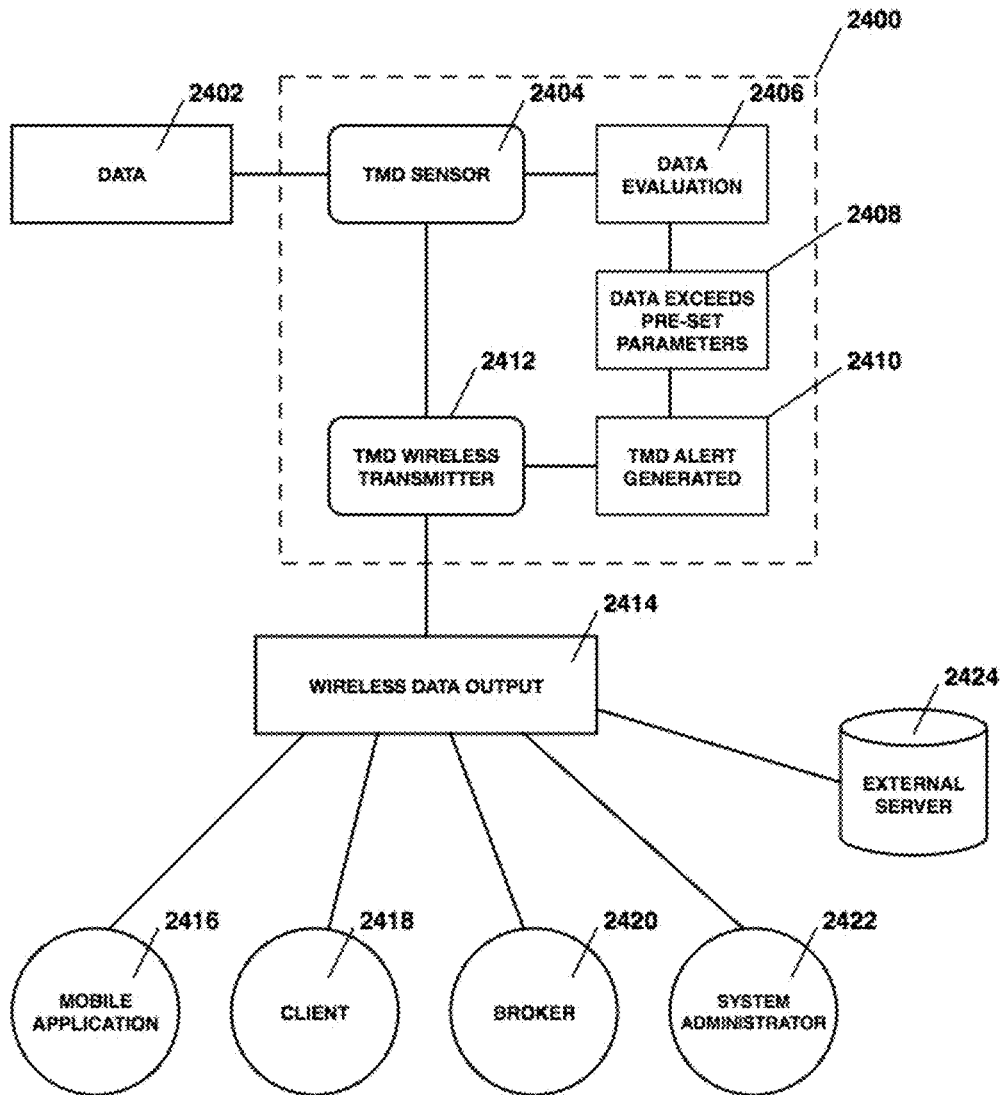 2400
2402
2404
2406
DATA
TMD SENSOR
DATA
EVALUATION
2408
DATA EXCEEDS
PRE-SET
PARAMETERS
2412
2410
TMD WIRELESS
TRANSMITTER
TMD ALERT
GENERATED
2414
WIRELESS DATA OUTPUT
2424
EXTERNAL
SERVER
2416
2418
2420
2422
MOBILE
APPLICATION
CLIENT
BROKER
SYSTEM
ADMINISTRATOR